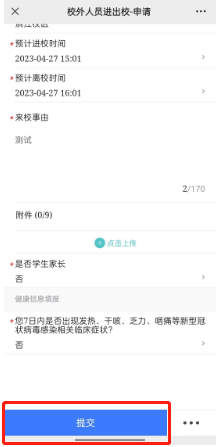 校外人员进出校-申请
*预计进校时间
2023-04-27 15:01
*预计离校时间
2023-04-27 16:01
*来校事由
测试
2/170
附件 (0/9)
点击上传
*是否学生家长
否
健康信息填报
*您7日内是否出现发热、干咳、乏力、咽痛等新型冠
状病毒感染相关临床症状?
否
提交